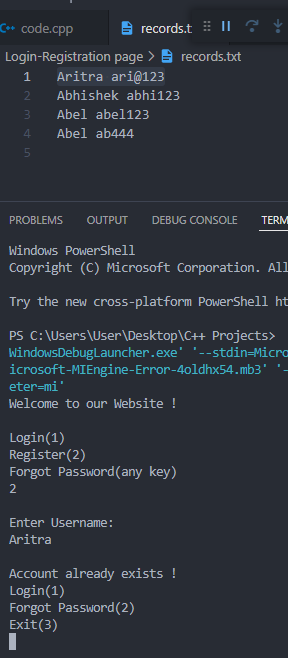 code.cpp records.t
Login-Registration page > records.txt
1 Aritra ari@123
2 Abhishek abhi123
3 Abel abel123
4 Abel ab444
5
PROBLEMS OUTPUT DEBUG CONSOLE TERM
Windows PowerShell
Copyright (C) Microsoft Corporation. All
Try the new cross-platform PowerShell ht
PS C:\Users\User\Desktop\C++ Projects>
WindowsDebugLauncher.exe' '--stdin=Micro
icrosoft-MIEngine-Error-4oldhx54.mb3' '-
eter=mi'
Welcome to our Website !
Login(1)
Register(2)
Forgot Password(any key)
2
Enter Username:
Aritra
Account already exists !
Login(1)
Forgot Password(2)
Exit(3)